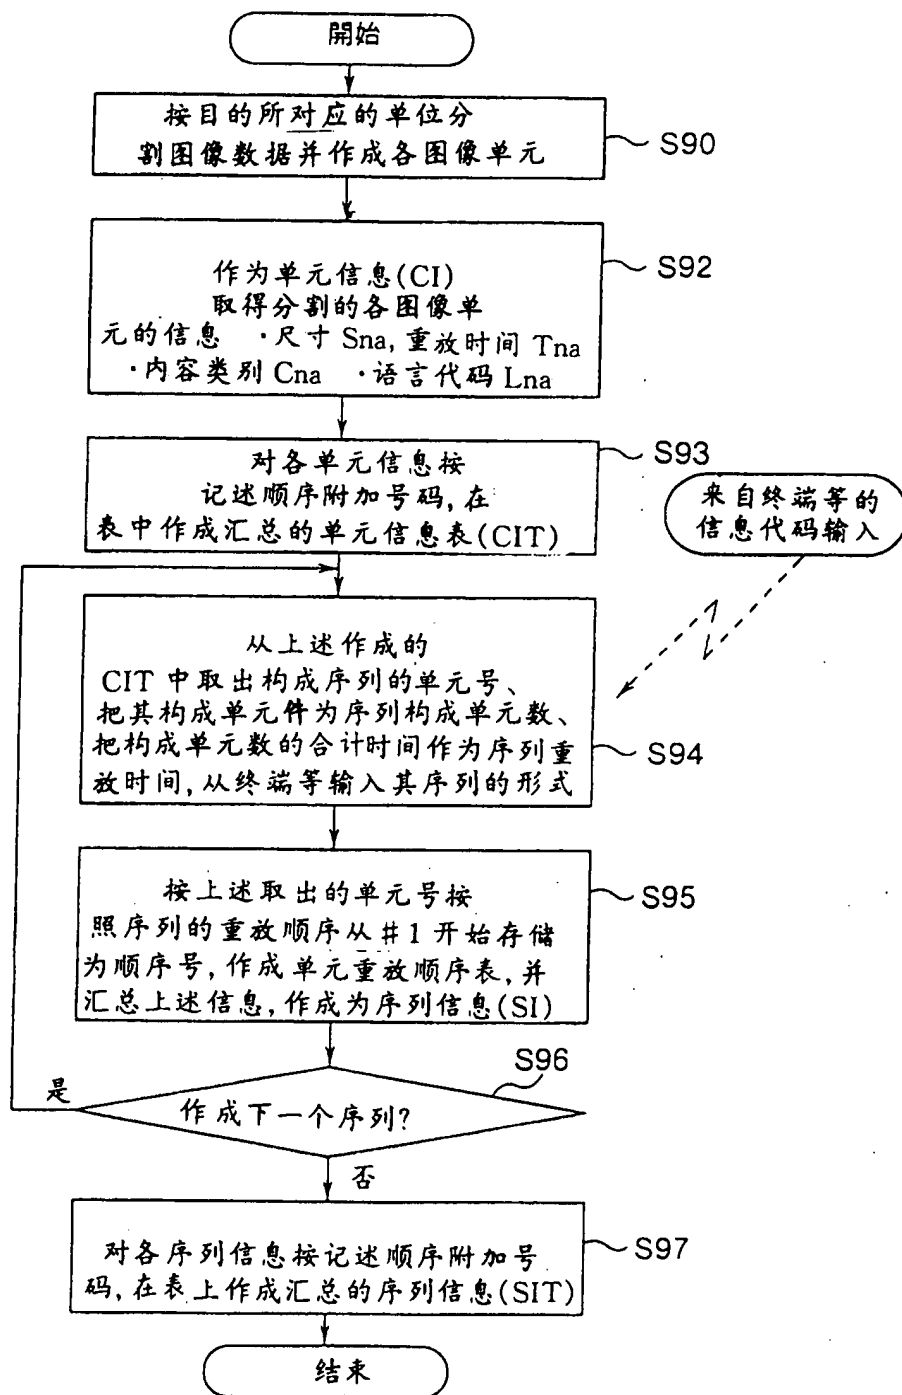 開始
按目的所对应的单位分
割图像数据并作成各图像单元
S90
作为单元信息(CI)
取得分割的各图像单
元的信息 ·尺寸 Sna, 重放时间 Tna
·内容类别 Cna ·语言代码 Lna
S92
对各单元信息按
记述顺序附加号码, 在
表中作成汇总的单元信息表(CIT)
S93
来自终端等的
信息代码输入
从上述作成的
CIT 中取出构成序列的单元号、
把其构成单元件为序列构成单元数、
把构成单元数的合计时间作为序列重
放时间, 从终端等输入其序列的形式
S94
按上述取出的单元号按
照序列的重放顺序从 #1 开始存储
为顺序号, 作成单元重放顺序表, 并
汇总上述信息, 作成为序列信息(SI)
S95
S96
是
作成下一个序列?
否
对各序列信息按记述顺序附加号
码, 在表上作成汇总的序列信息(SIT)
S97
结束